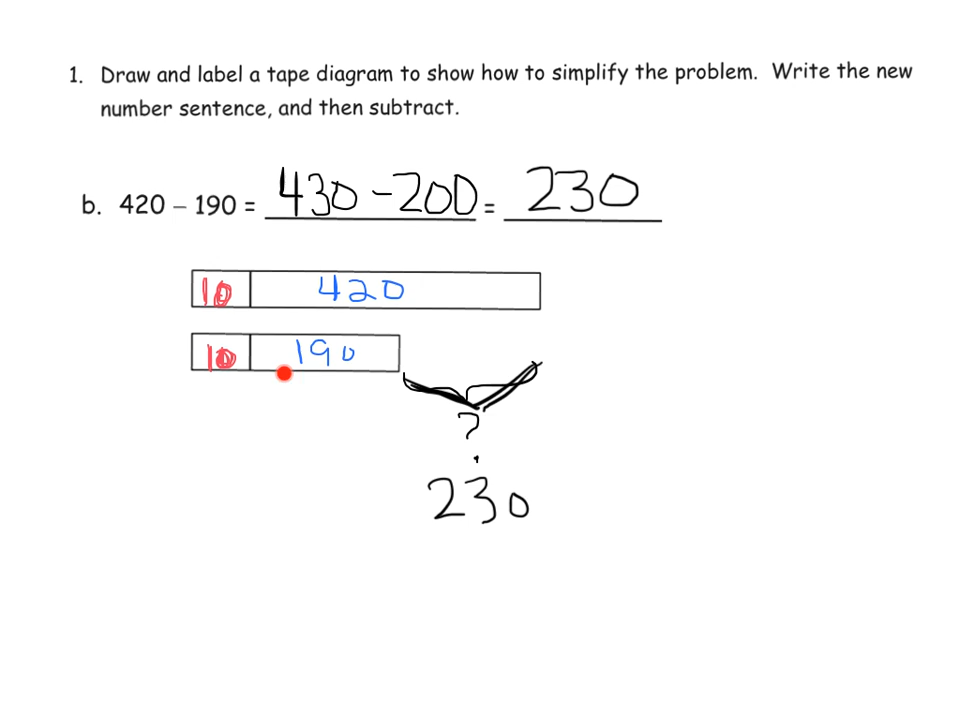 1. Draw and label a tape diagram to show how to simplify the problem. Write the new
number sentence, and then subtract.
b. 420 – 190 = 430 - 200 = 230
10 420
10 190
?
230